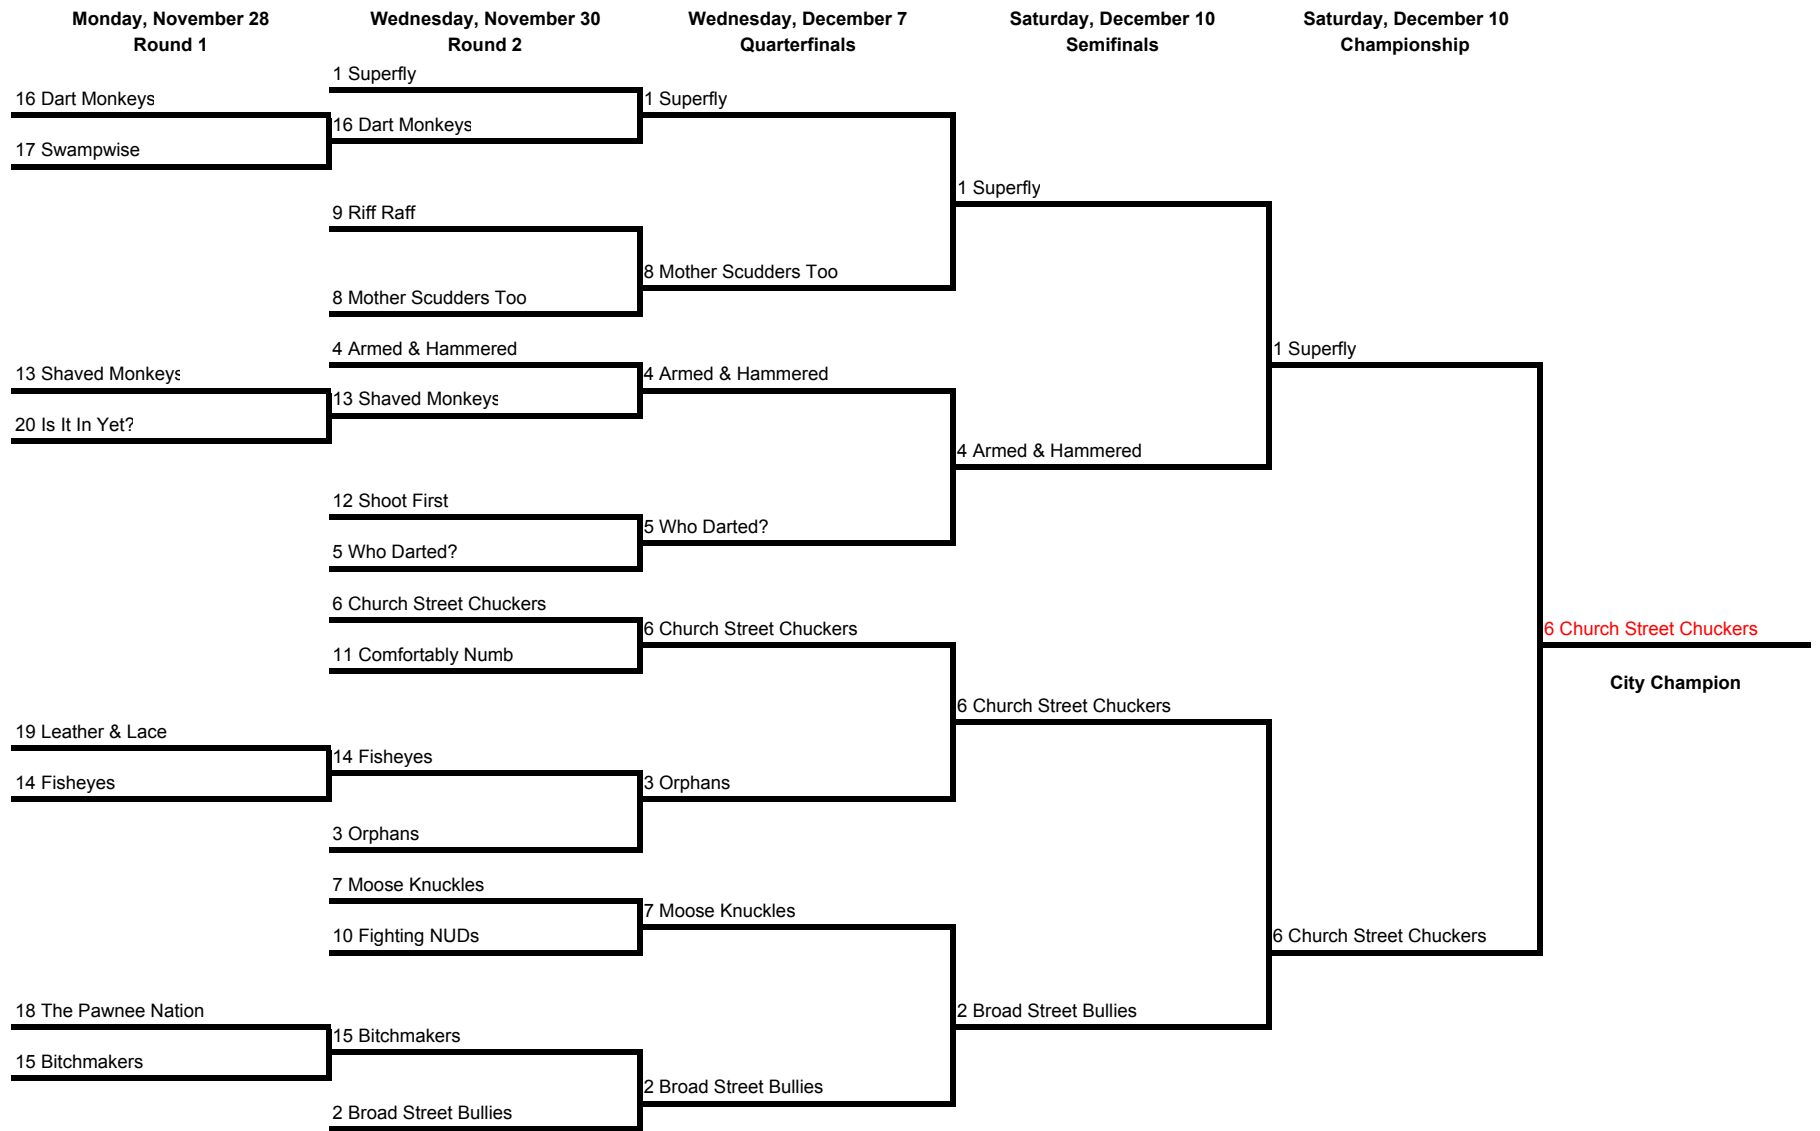 Monday, November 28
Round 1
Wednesday, November 30
Round 2
Wednesday, December 7
Quarterfinals
Saturday, December 10
Semifinals
Saturday, December 10
Championship
16 Dart Monkeys
17 Swampwise
13 Shaved Monkeys
20 Is It In Yet?
19 Leather & Lace
14 Fisheyes
18 The Pawnee Nation
15 Bitchmakers
1 Superfly
16 Dart Monkeys
9 Riff Raff
8 Mother Scudders Too
4 Armed & Hammered
13 Shaved Monkeys
12 Shoot First
5 Who Darted?
6 Church Street Chuckers
11 Comfortably Numb
14 Fisheyes
3 Orphans
7 Moose Knuckles
10 Fighting NUDs
15 Bitchmakers
2 Broad Street Bullies
1 Superfly
8 Mother Scudders Too
4 Armed & Hammered
5 Who Darted?
6 Church Street Chuckers
3 Orphans
7 Moose Knuckles
2 Broad Street Bullies
1 Superfly
4 Armed & Hammered
6 Church Street Chuckers
2 Broad Street Bullies
1 Superfly
6 Church Street Chuckers
6 Church Street Chuckers
City Champion